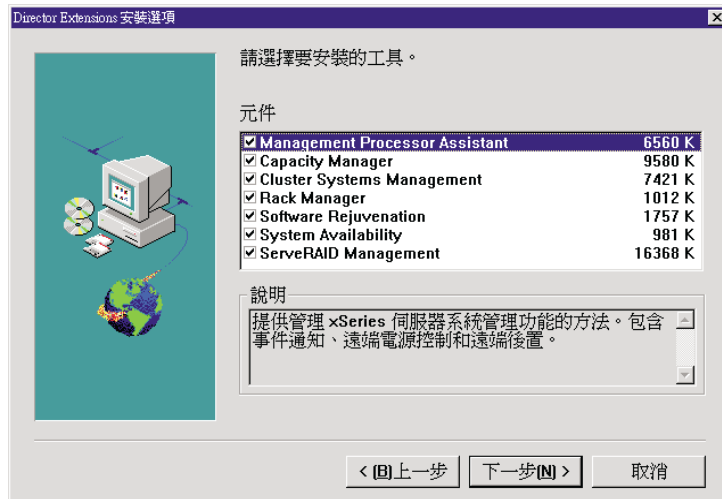 Director Extensions 安裝選項
請選擇要安裝的工具。
元件
Management Processor Assistant 6560 K
Capacity Manager 9580 K
Cluster Systems Management 7421 K
Rack Manager 1012 K
Software Rejuvenation 1757 K
System Availability 981 K
ServeRAID Management 16368 K
說明
提供管理 xSeries 伺服器系統管理功能的方法。包含
事件通知、遠端電源控制和遠端後置。
< (B)上一步 下一步(N) > 取消